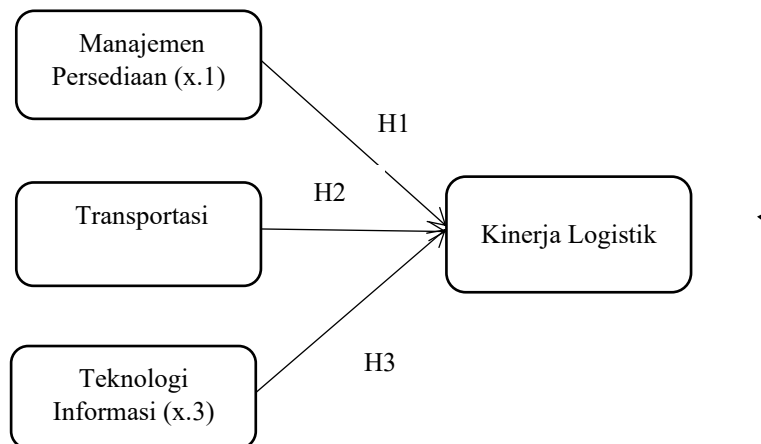 Manajemen
Persediaan (x.1)
H1
Transportasi
H2
Kinerja Logistik
Teknologi
Informasi (x.3)
H3